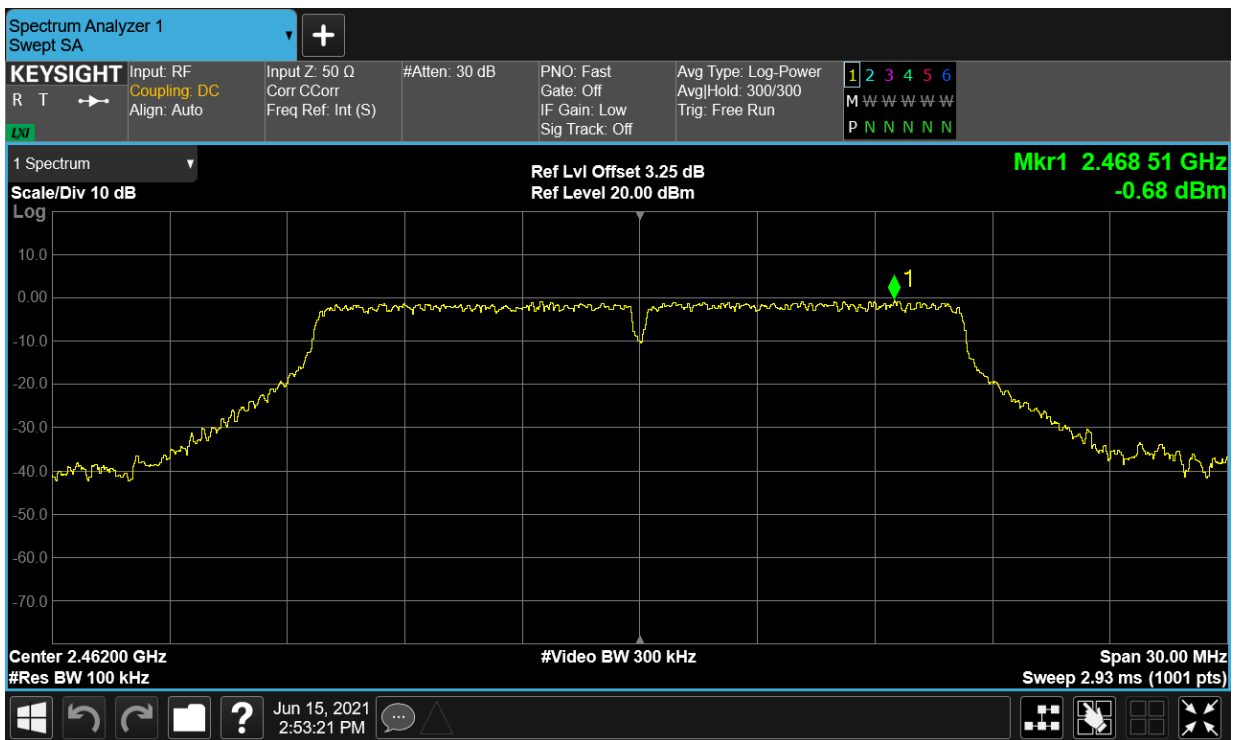 Spectrum Analyzer 1
Swept SA
+
KEYSIGHT
R T
LXI
Input: RF
Coupling: DC
Align: Auto
Input Z: 50 Ω
Corr CCorr
Freq Ref: Int (S)
#Atten: 30 dB
PNO: Fast
Gate: Off
IF Gain: Low
Sig Track: Off
Avg Type: Log-Power
Avg|Hold: 300/300
Trig: Free Run
1 2 3 4 5 6
M W W W W W
P N N N N N
1 Spectrum
Scale/Div 10 dB
Ref Lvl Offset 3.25 dB
Ref Level 20.00 dBm
Mkr1 2.468 51 GHz
-0.68 dBm
Log
10.0
0.00
-10.0
-20.0
-30.0
-40.0
-50.0
-60.0
-70.0
1
Center 2.46200 GHz
#Res BW 100 kHz
#Video BW 300 kHz
Span 30.00 MHz
Sweep 2.93 ms (1001 pts)
?
Jun 15, 2021
2:53:21 PM